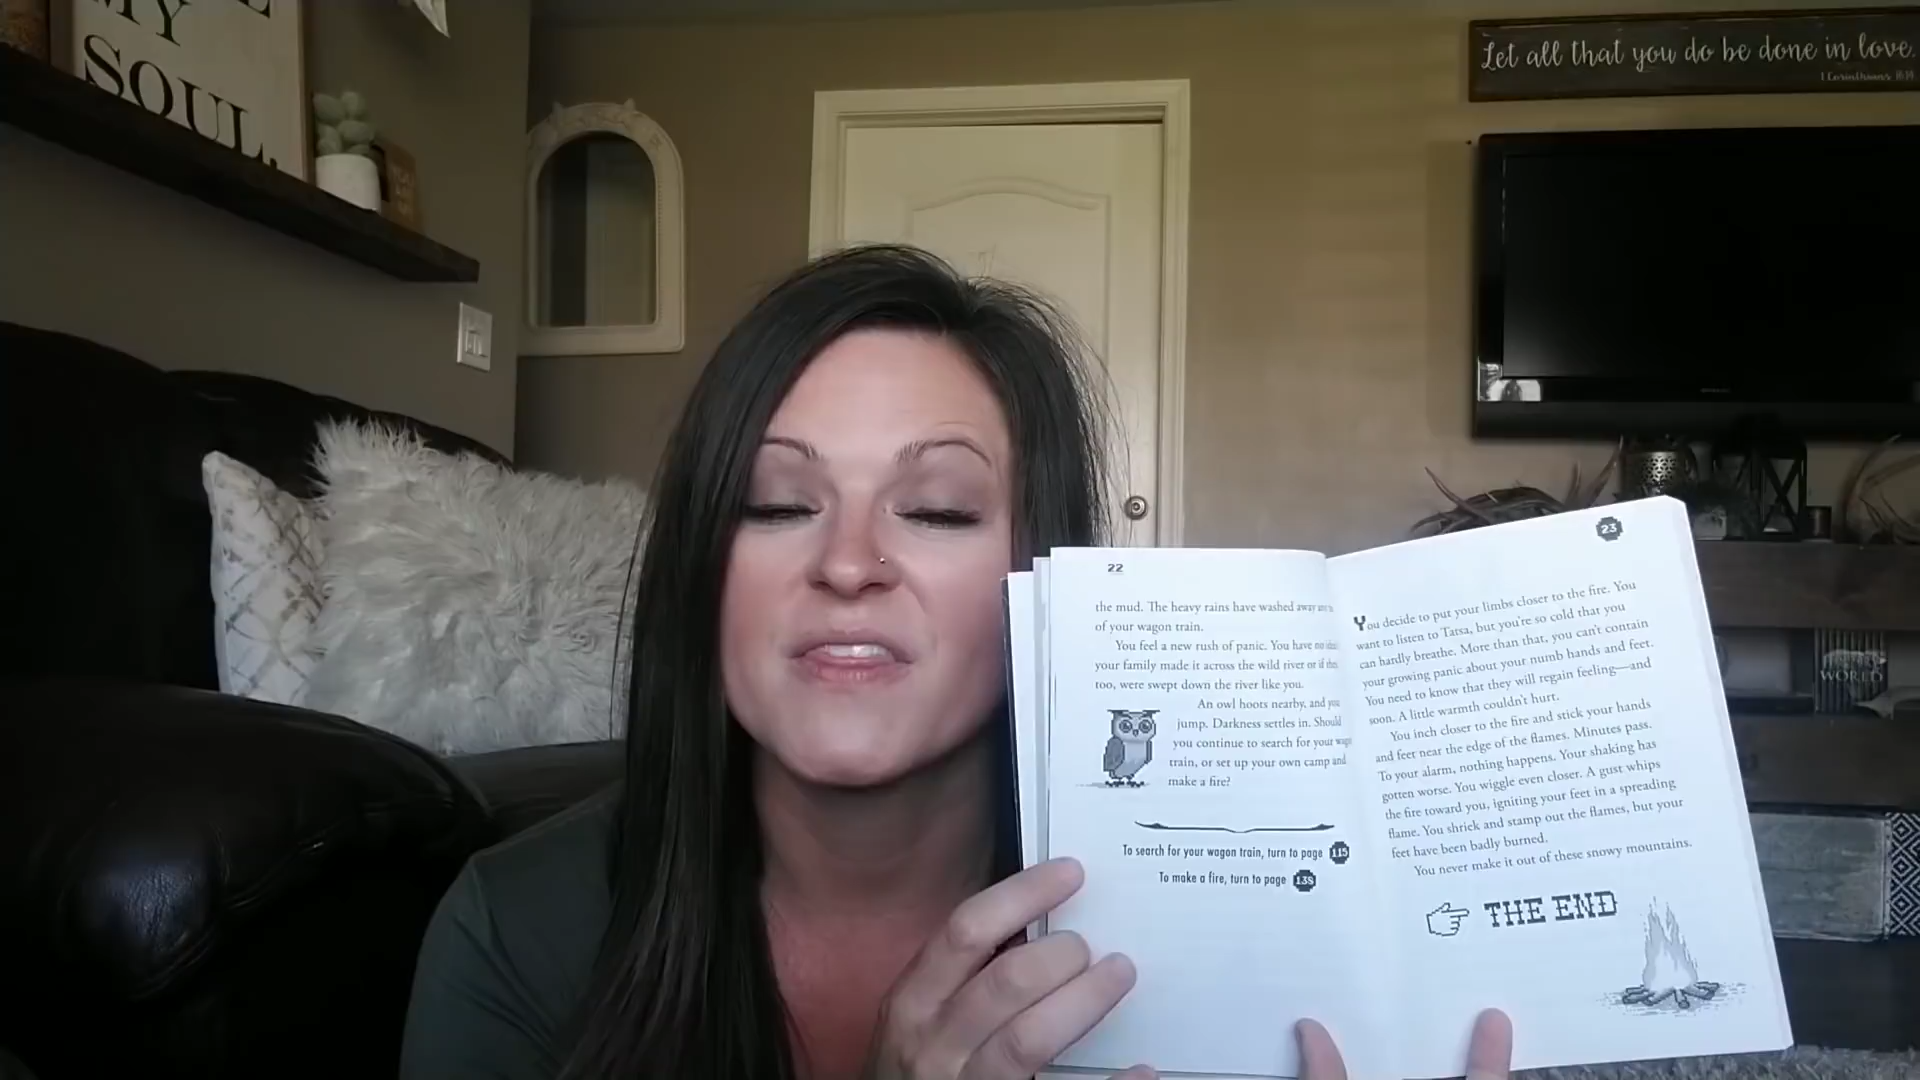 MY
SOUL.
Let all that you do be done in love.
1 Corinthians 16:14
22
the mud. The heavy rains have washed away
of your wagon train.
You feel a new rush of panic. You have no
your family made it across the wild river or if
too, were swept down the river like you.
An owl hoots nearby, and you
jump. Darkness settles in. Should
you continue to search for your
train, or set up your own camp and
make a fire?
To search for your wagon train, turn to page 115
To make a fire, turn to page 138
23
You decide to put your limbs closer to the fire. You
want to listen to Tatsa, but you're so cold that you
can hardly breathe. More than that, you can't contain
your growing panic about your numb hands and feet.
You need to know that they will regain feeling—and
soon. A little warmth couldn't hurt.
You inch closer to the fire and stick your hands
and feet near the edge of the flames. Minutes pass.
To your alarm, nothing happens. Your shaking has
gotten worse. You wiggle even closer. A gust whips
the fire toward you, igniting your feet in a spreading
flame. You shriek and stamp out the flames, but your
feet have been badly burned.
You never make it out of these snowy mountains.
THE END
WORLD